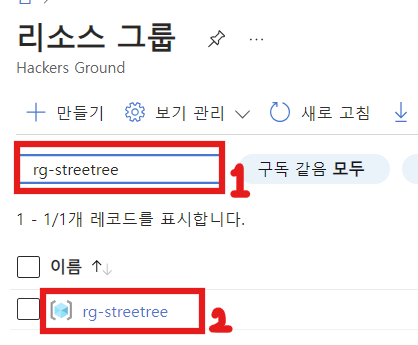 리소스 그룹
...
Hackers Ground
+ 만들기 보기 관리 새로 고침
rg-streetree 1 구독 같음 모두
1 - 1/1개 레코드를 표시합니다.
이름 ↑↓
rg-streetree 2